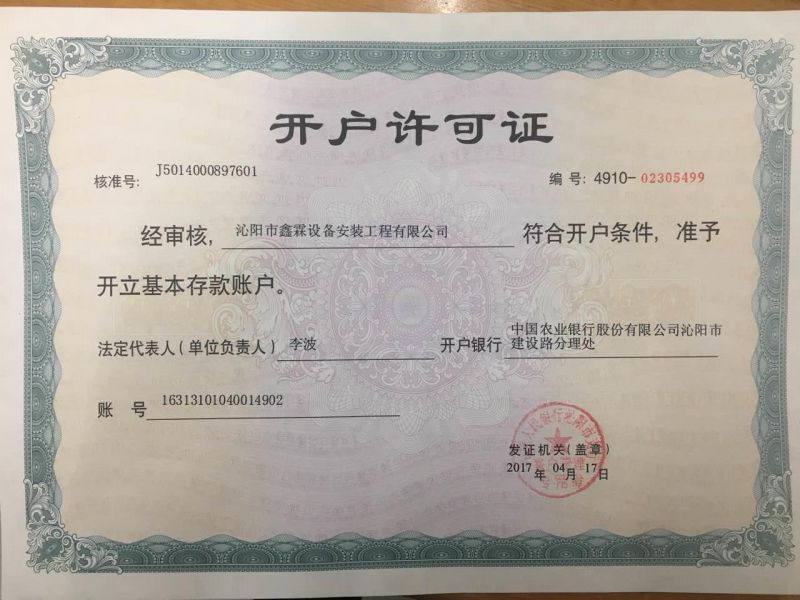 开户许可证
核准号: J5014000897601 编 号: 4910-02305499
经审核, 沁阳市鑫霖设备安装工程有限公司 符合开户条件, 准予
开立基本存款账户。
法定代表人(单位负责人) 李波 开户银行 中国农业银行股份有限公司沁阳市
建设路分理处
账 号 16313101040014902
发证机关(盖章)
2017 年 04 月 17 日